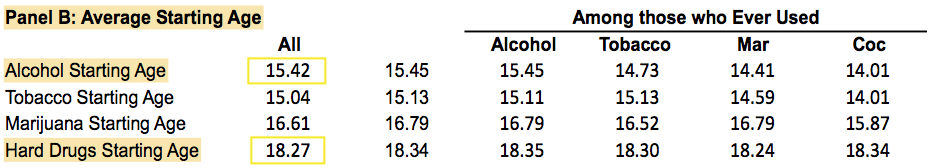 Panel B: Average Starting Age Among those who Ever Used
All Alcohol Tobacco Mar Coc
Alcohol Starting Age 15.42 15.45 15.45 14.73 14.41 14.01
Tobacco Starting Age 15.04 15.13 15.11 15.13 14.59 14.01
Marijuana Starting Age 16.61 16.79 16.79 16.52 16.79 15.87
Hard Drugs Starting Age 18.27 18.34 18.35 18.30 18.24 18.34